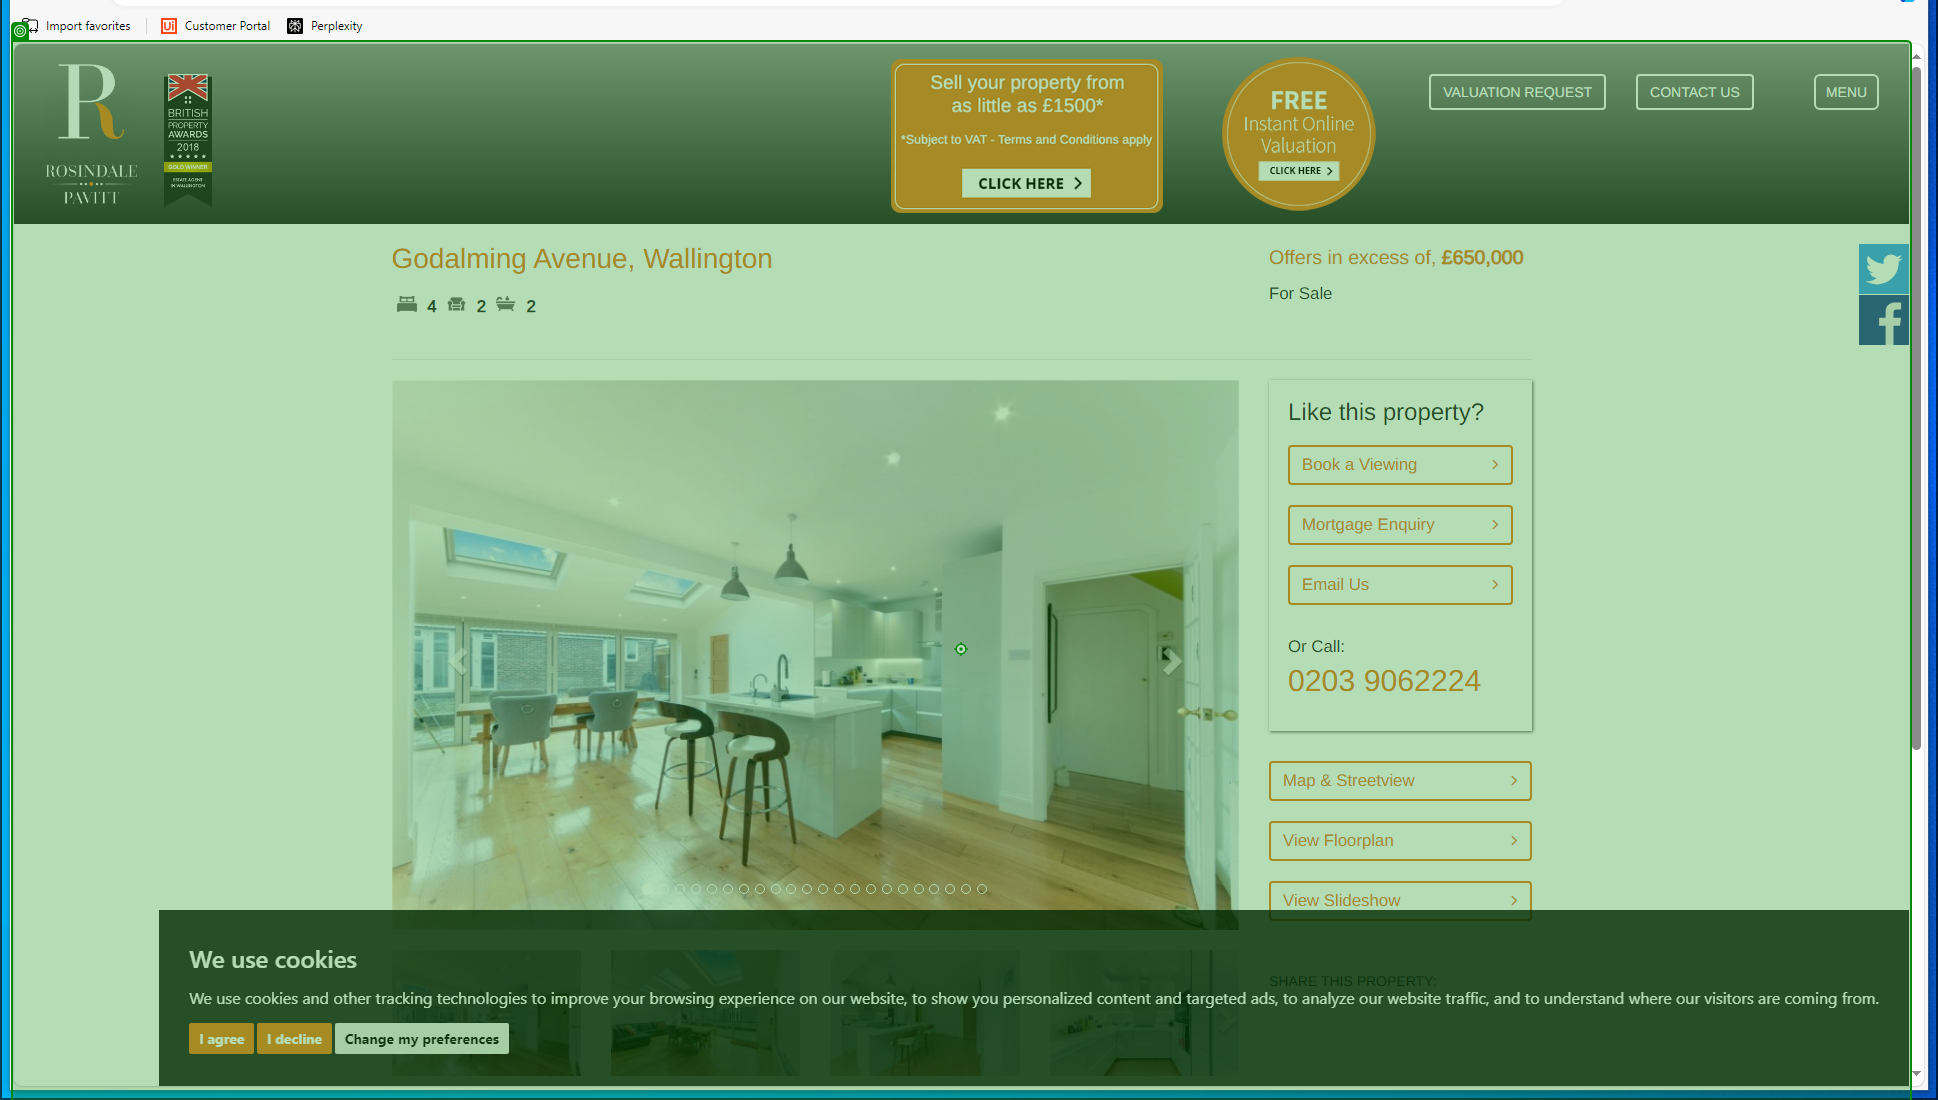 Import favorites
Customer Portal
Perplexity
R
ROSINDALE
PAVITT
BRITISH
PROPERTY
AWARDS
2018
★★★★★
GOLD WINNER
ESTATE AGENT
IN WALLINGTON
Sell your property from
as little as £1500*
*Subject to VAT - Terms and Conditions apply
CLICK HERE
FREE
Instant Online
Valuation
CLICK HERE
VALUATION REQUEST
CONTACT US
MENU
Godalming Avenue, Wallington
4 2 2
Offers in excess of, £650,000
For Sale
Like this property?
Book a Viewing
Mortgage Enquiry
Email Us
Or Call:
0203 9062224
Map & Streetview
View Floorplan
View Slideshow
SHARE THIS PROPERTY:
We use cookies
We use cookies and other tracking technologies to improve your browsing experience on our website, to show you personalized content and targeted ads, to analyze our website traffic, and to understand where our visitors are coming from.
I agree
I decline
Change my preferences